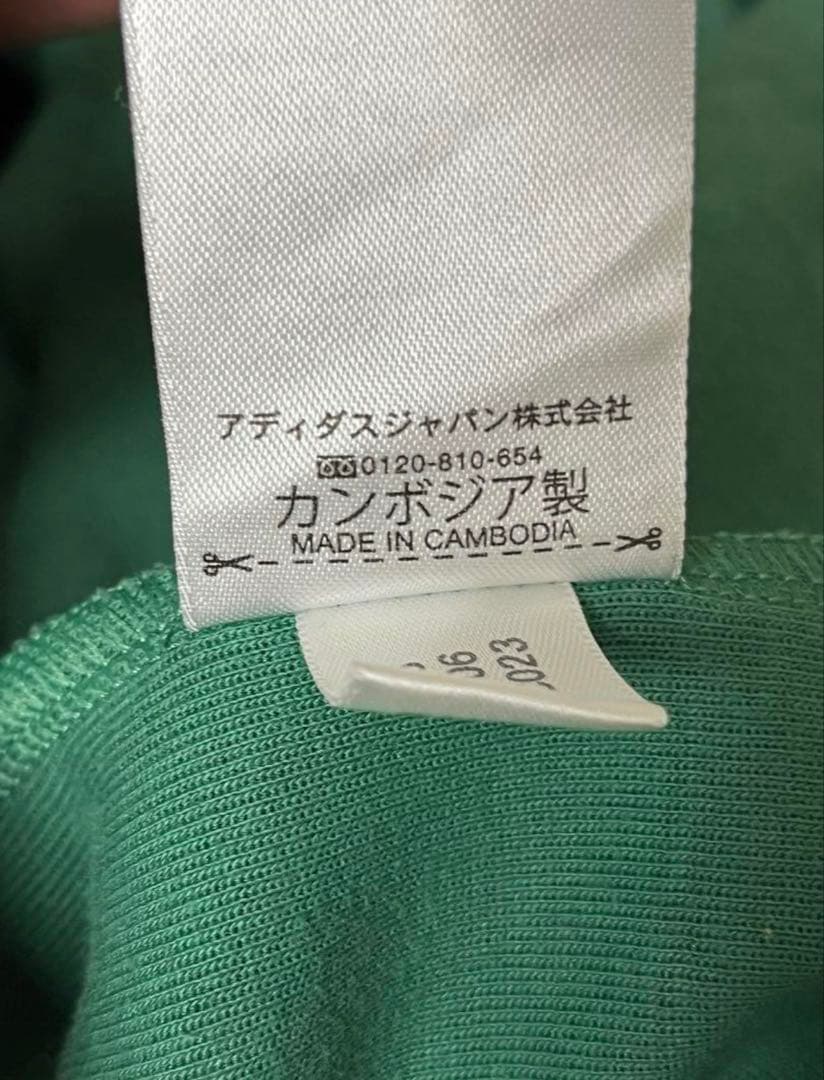 アディダスジャパン株式会社
0120-810-654
カンボジア製
MADE IN CAMBODIA